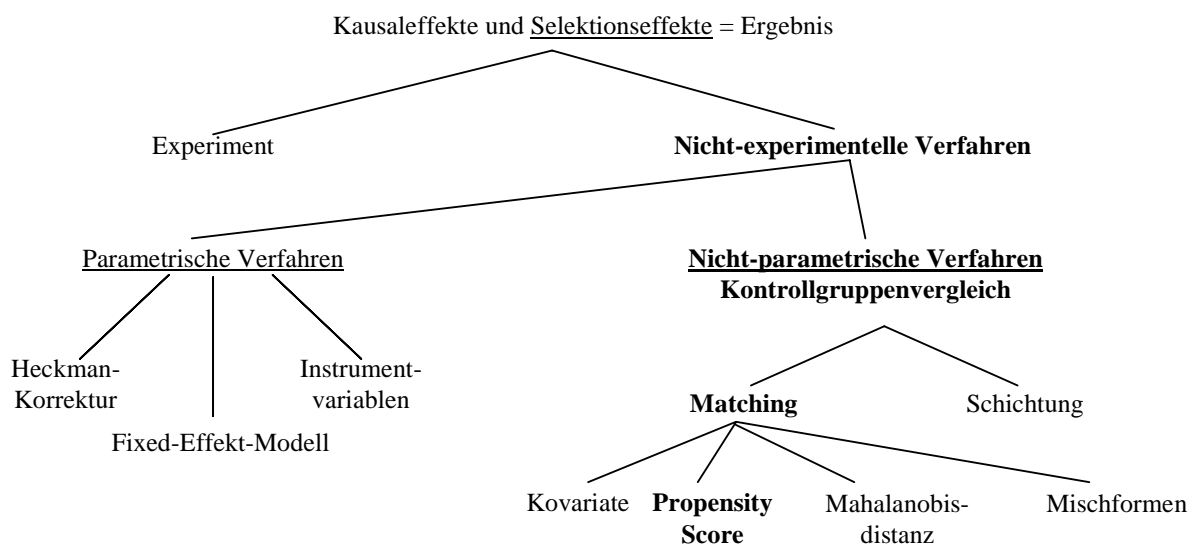 Kausaleffekte und Selektionseffekte = Ergebnis
Experiment
Nicht-experimentelle Verfahren
Parametrische Verfahren
Nicht-parametrische Verfahren
Kontrollgruppenvergleich
Heckman-
Korrektur
Instrument-
variablen
Fixed-Effekt-Modell
Matching
Schichtung
Kovariate
Propensity
Score
Mahalanobis-
distanz
Mischformen